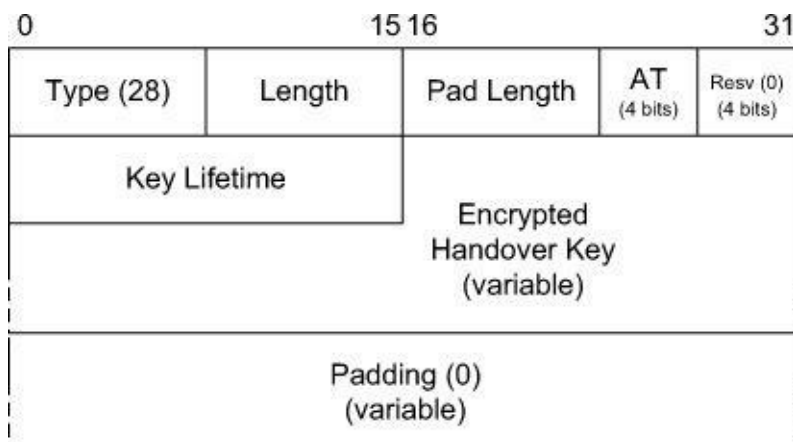 0 15 16 31
Type (28) Length Pad Length AT Resv (0)
(4 bits) (4 bits)
Key Lifetime
Encrypted
Handover Key
(variable)
Padding (0)
(variable)